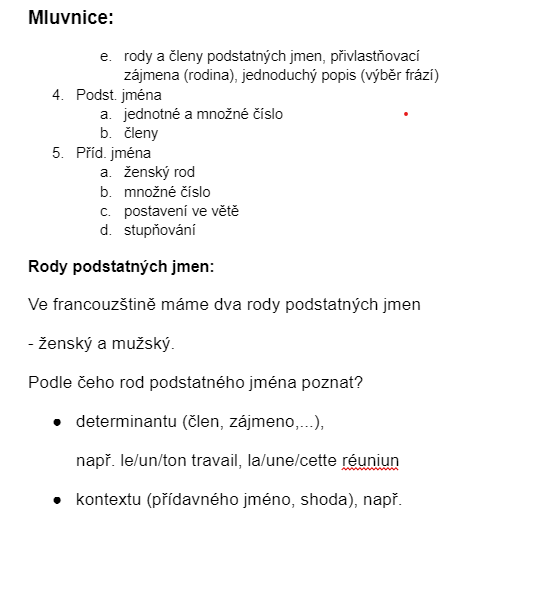 Mluvnice:
e. rody a členy podstatných jmen, přivlastňovací
zájmena (rodina), jednoduchý popis (výběr frází)
4. Podst. jména
a. jednotné a množné číslo
b. členy
5. Příd. jména
a. ženský rod
b. množné číslo
c. postavení ve větě
d. stupňování
Rody podstatných jmen:
Ve francouzštině máme dva rody podstatných jmen
- ženský a mužský.
Podle čeho rod podstatného jména poznat?
● determinantu (člen, zájmeno,...),
např. le/un/ton travail, la/une/cette réuniun
● kontextu (přídavného jméno, shoda), např.